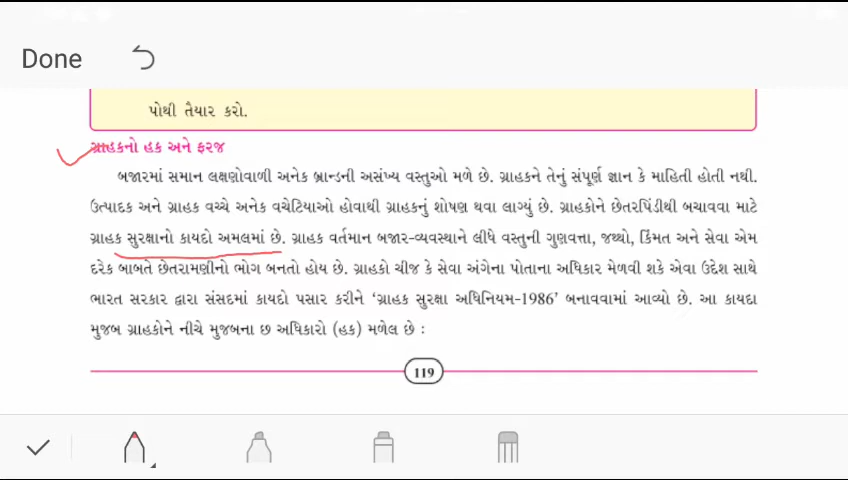 Done
પોથી તૈયાર કરો.
ગ્રાહકનો હક અને ફરજ
બજારમાં સમાન લક્ષણોવાળી અનેક બ્રાન્ડની અસંખ્ય વસ્તુઓ મળે છે. ગ્રાહકને તેનું સંપૂર્ણ જ્ઞાન કે માહિતી હોતી નથી.
ઉત્પાદક અને ગ્રાહક વચ્ચે અનેક વચેટિયાઓ હોવાથી ગ્રાહકનું શોષણ થવા લાગ્યું છે. ગ્રાહકોને છેતરપિંડીથી બચાવવા માટે
ગ્રાહક સુરક્ષાનો કાયદો અમલમાં છે. ગ્રાહક વર્તમાન બજાર-વ્યવસ્થાને લીધે વસ્તુની ગુણવત્તા, જથ્થો, કિંમત અને સેવા એમ
દરેક બાબતે છેતરામણીનો ભોગ બનતો હોય છે. ગ્રાહકો ચીજ કે સેવા અંગેના પોતાના અધિકાર મેળવી શકે એવા ઉદેશ સાથે
ભારત સરકાર દ્વારા સંસદમાં કાયદો પસાર કરીને ‘ગ્રાહક સુરક્ષા અધિનિયમ-1986’ બનાવવામાં આવ્યો છે. આ કાયદા
મુજબ ગ્રાહકોને નીચે મુજબના છ અધિકારો (હક) મળેલ છે :
119